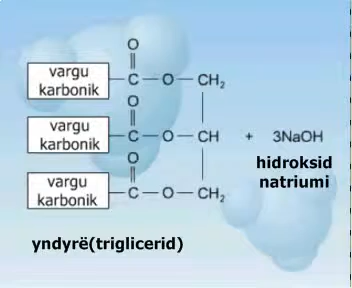 O
vargu
karbonik
C — O — CH₂
O
vargu
karbonik
C — O — CH + 3NaOH
O
hidroksid
natriumi
vargu
karbonik
C — O — CH₂
yndyrë(triglicerid)